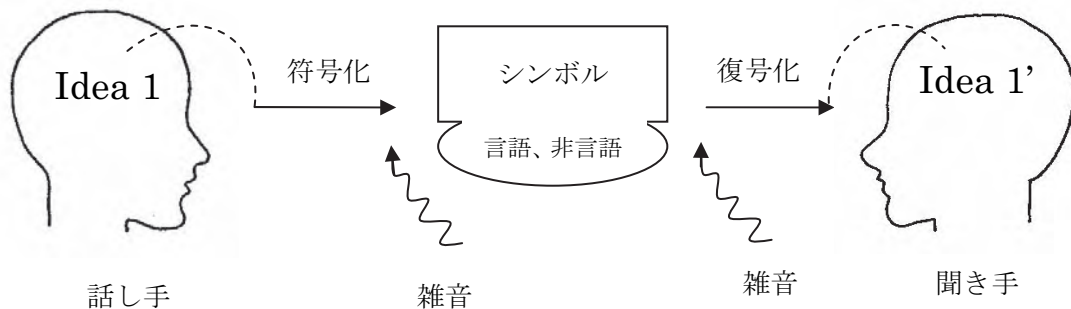 Idea 1
符号化
シンボル
言語、非言語
復号化
Idea 1’
話し手
雑音
雑音
聞き手